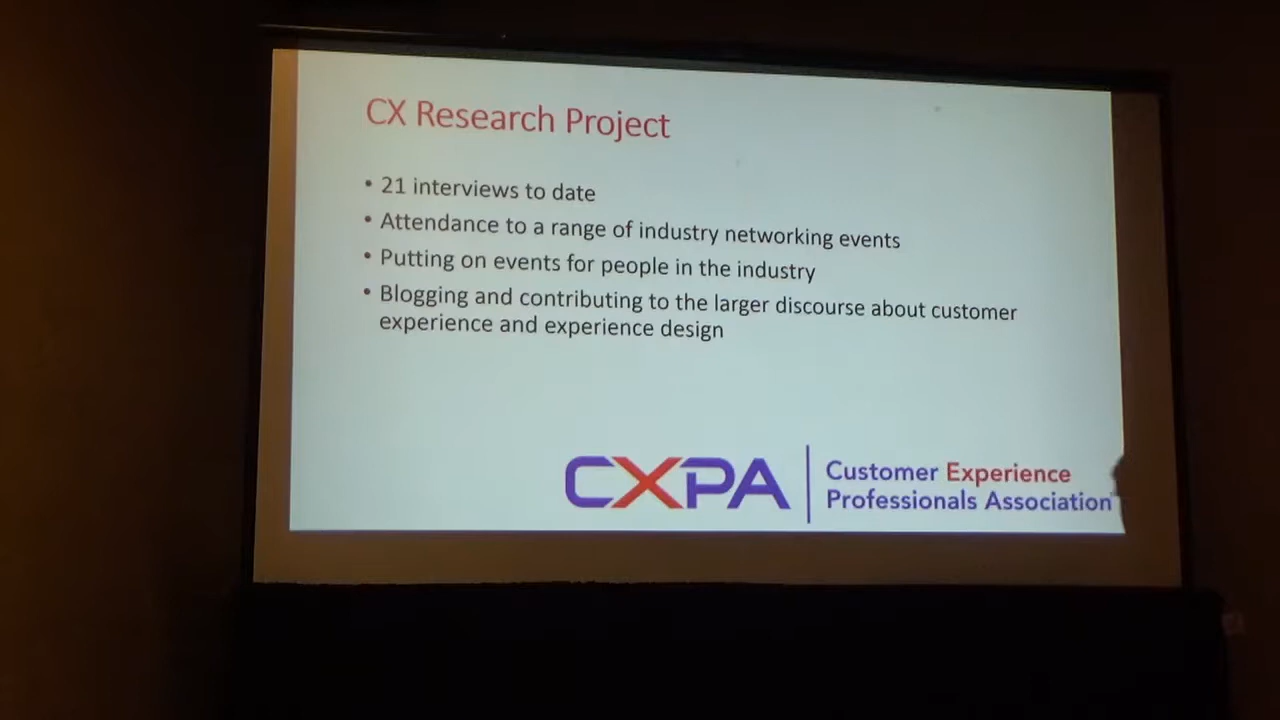 CX Research Project
• 21 interviews to date
• Attendance to a range of industry networking events
• Putting on events for people in the industry
• Blogging and contributing to the larger discourse about customer
experience and experience design
CXPA
Customer Experience
Professionals Association